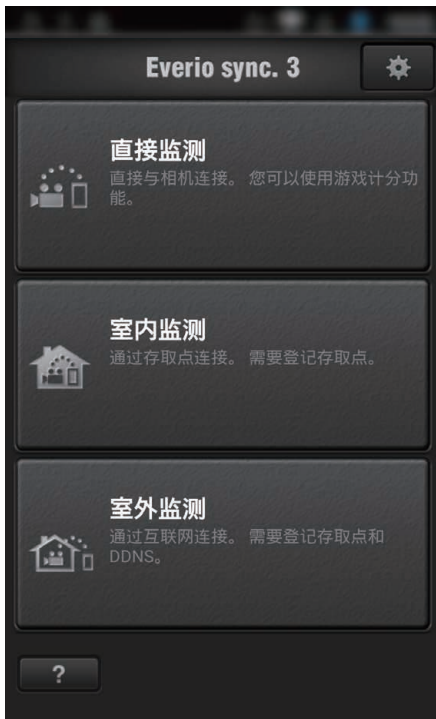 Everio sync. 3
直接监测
直接与相机连接。 您可以使用游戏计分功
能。
室内监测
通过存取点连接。 需要登记存取点。
室外监测
通过互联网连接。 需要登记存取点和
DDNS。
?